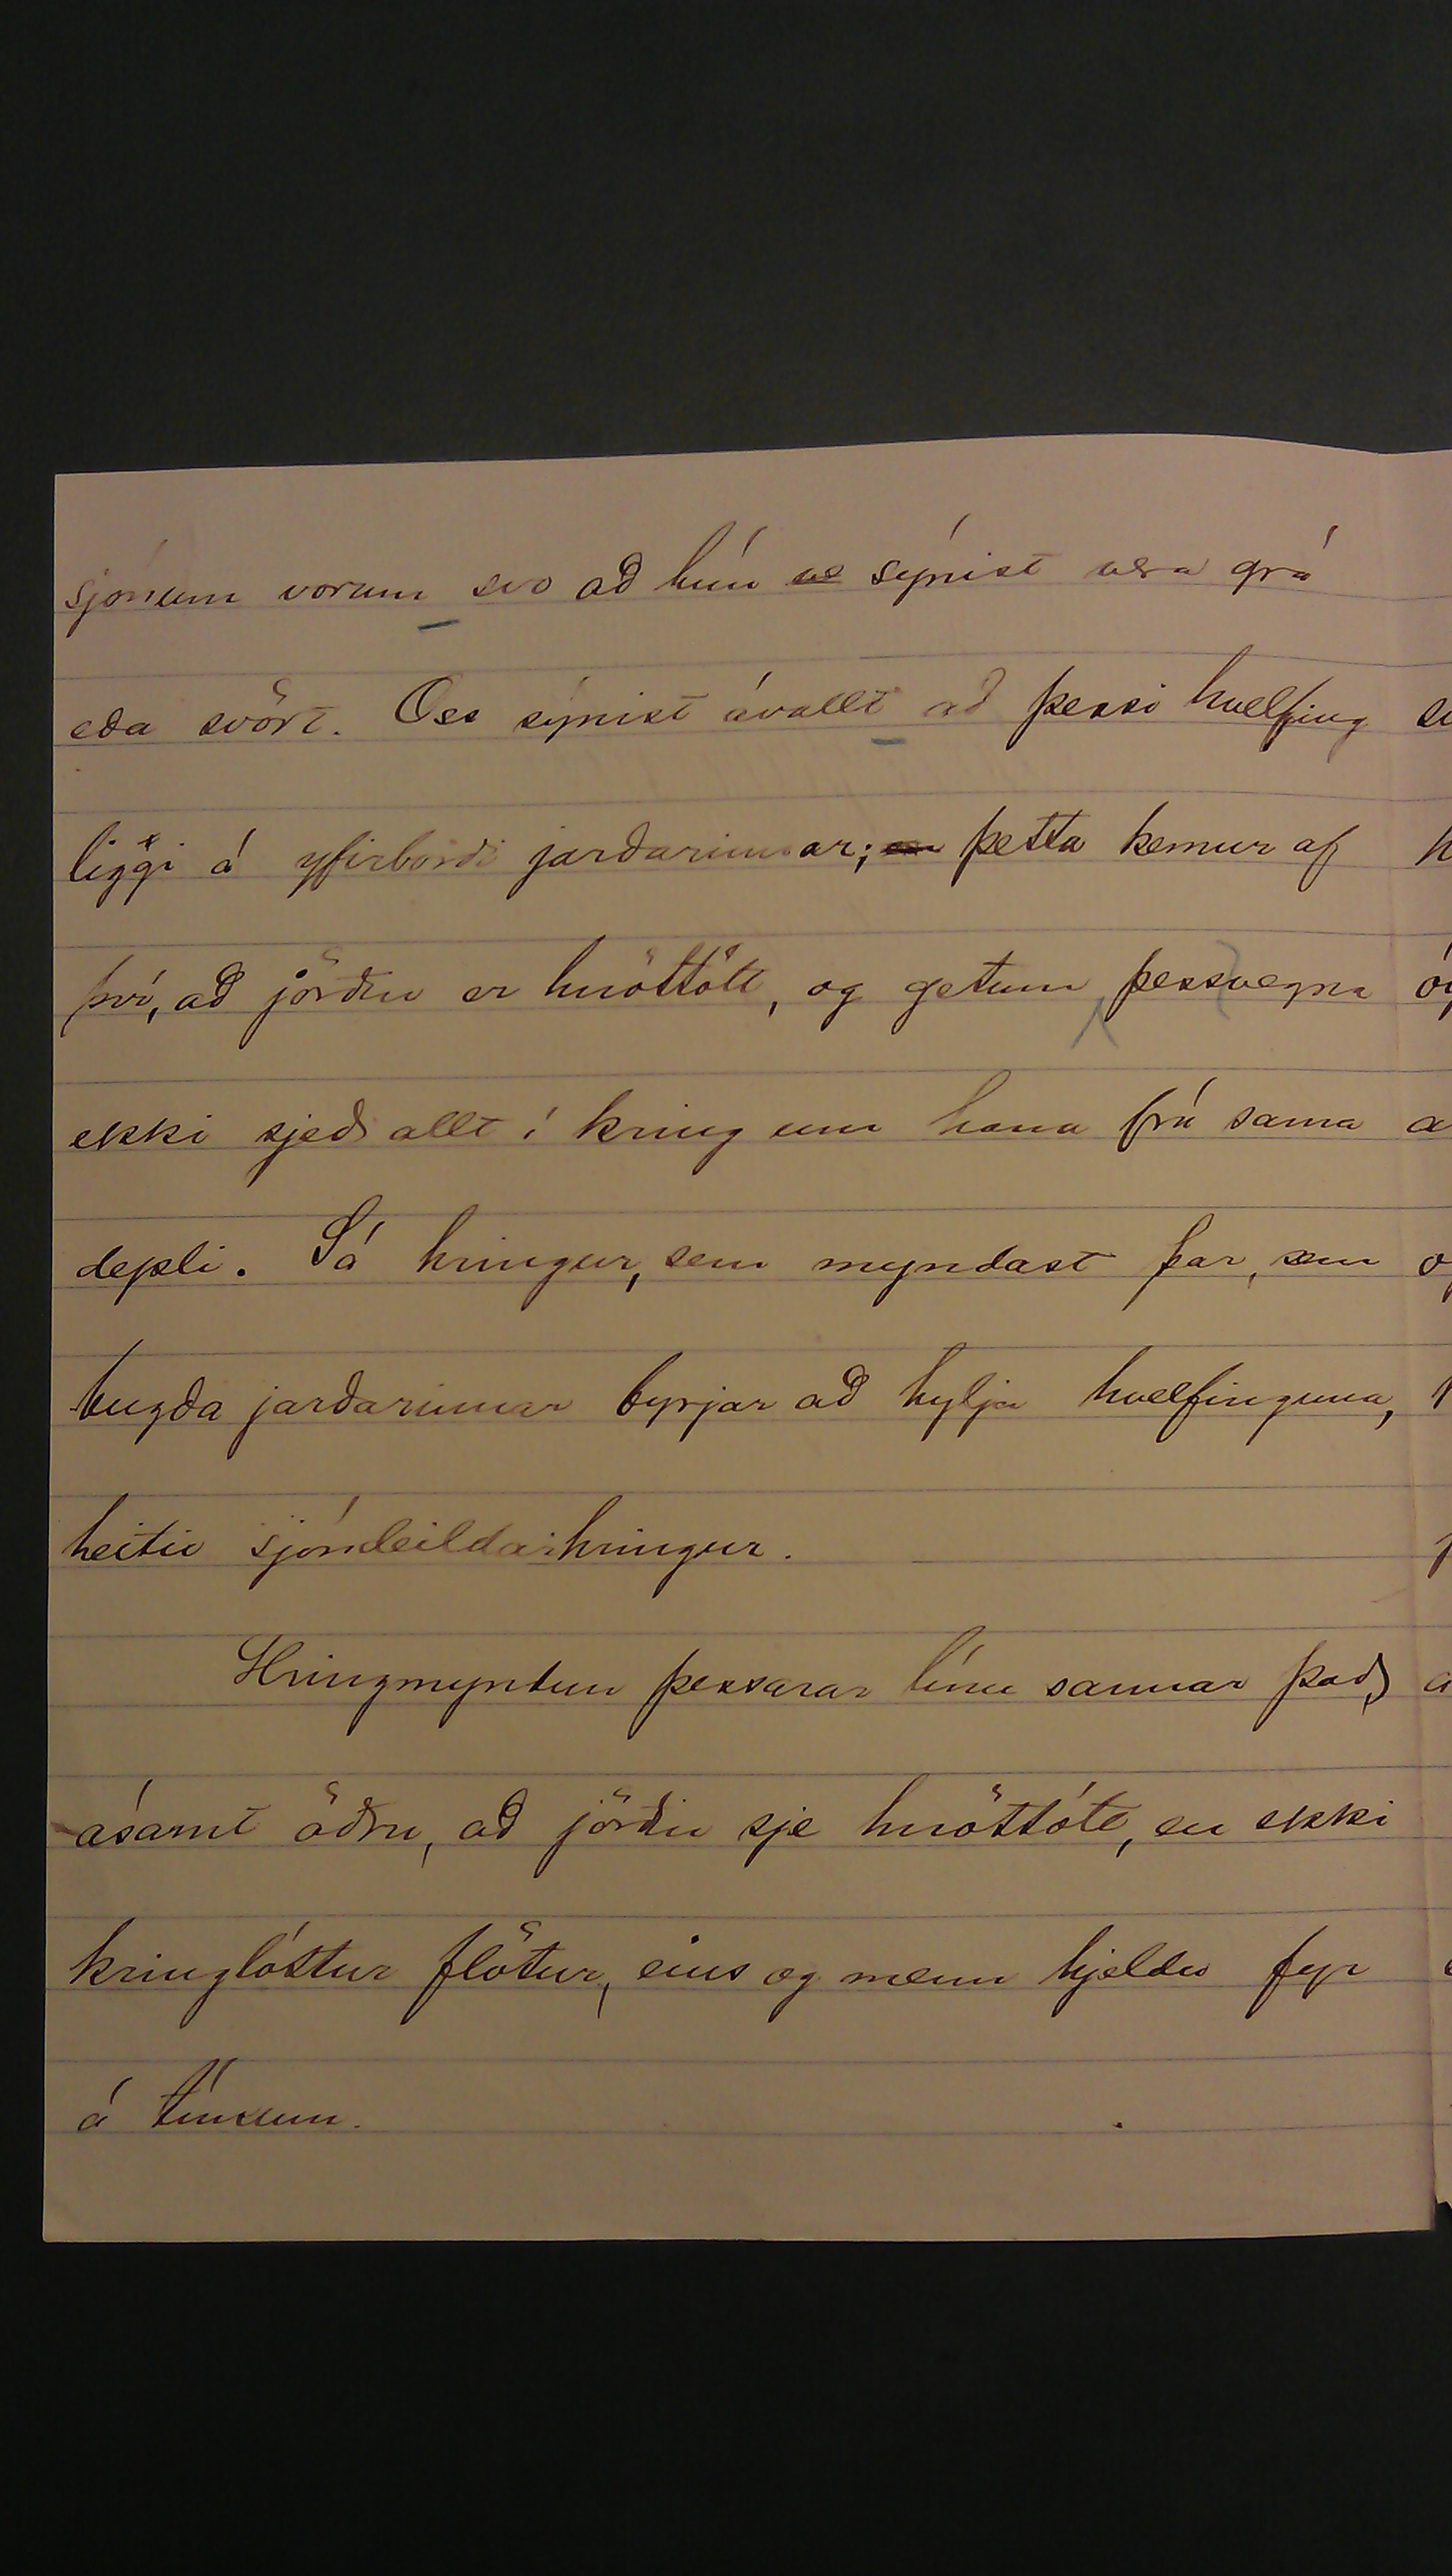 sjónum vorum svo að hún ve sýnist vera grá
eða svört. Oss sýnist ávallt að þessi hvelfing
liggi á yfirborði jarðarinnar; en þetta kemur af
því, að jörðin er hnöttótt, og getum þessvegna
ekki sjeð allt í kring um hana frá sama
depli. Sá hringur, sem myndast þar, sem
bugða jarðarinnar byrjar að hylja hvelfinguna,
heitir sjóndeildarhringur.
Hringmyndun þessarar línu sannar það,
ásamt öðru, að jörðin sje hnöttótt, en ekki
kringlóttur flötur, eins og menn hjeldu fyr
á tímum.